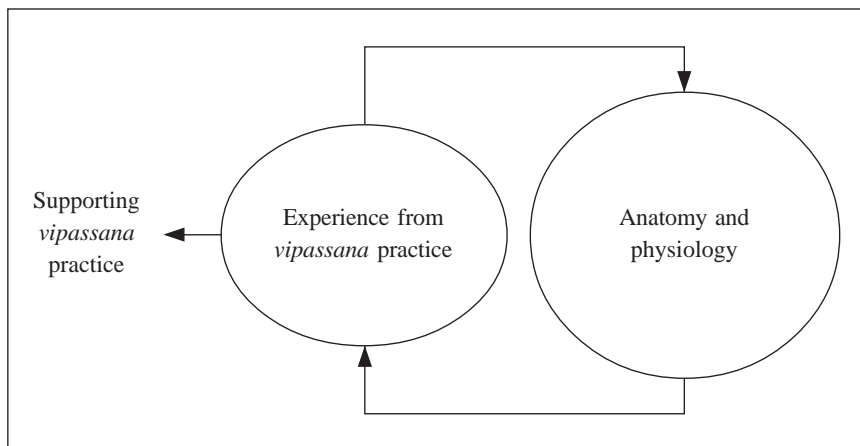 Supporting
vipassana
practice
Experience from
vipassana practice
Anatomy and
physiology